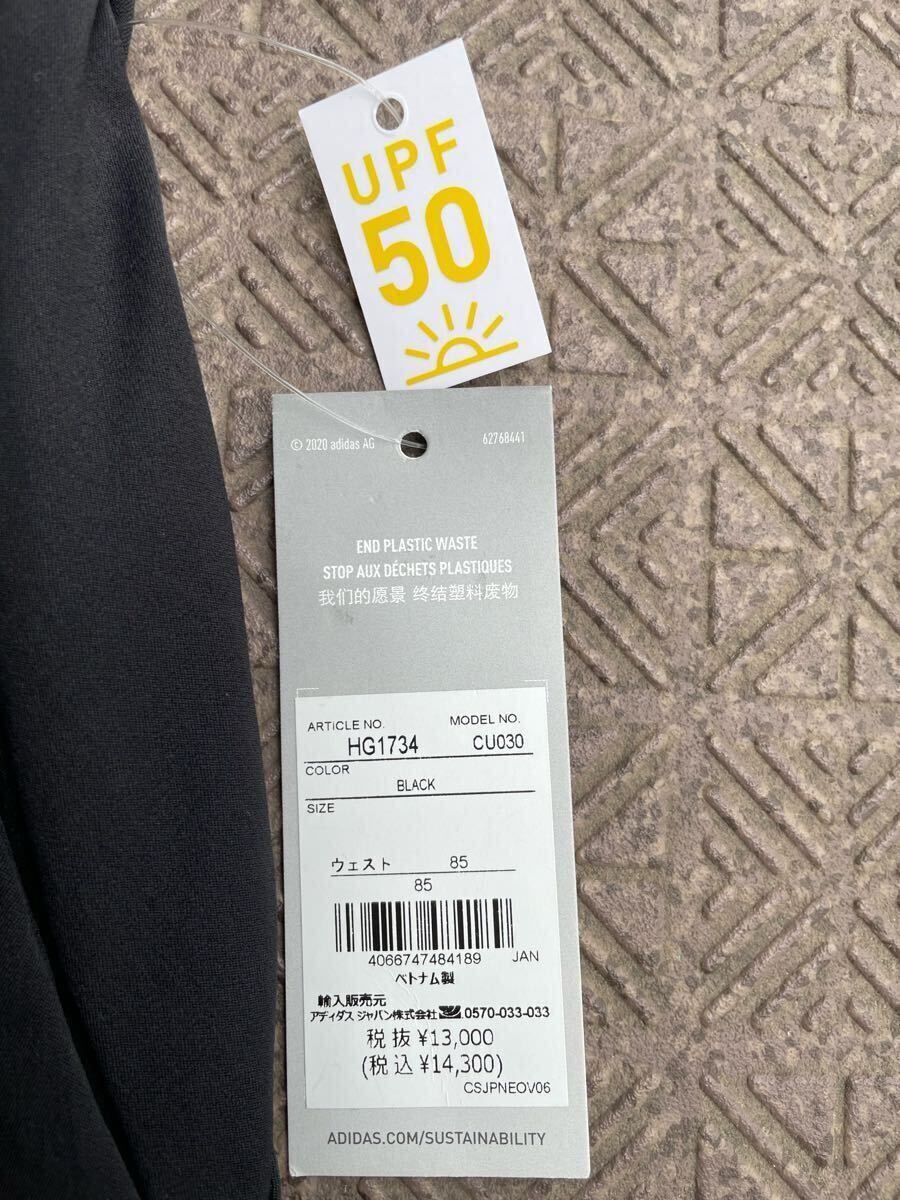 UPF
50
© 2020 adidas AG 62768441
END PLASTIC WASTE
STOP AUX DÉCHETS PLASTIQUES
我们的愿景 终结塑料废物
ARTICLE NO. MODEL NO.
HG1734 CU030
COLOR
BLACK
SIZE
ウェスト 85
85
4066747484189 JAN
ベトナム製
輸入販売元
アディダス ジャパン株式会社 0570-033-033
税抜 ¥13,000
(税込 ¥14,300)
CSJPNEOV06
ADIDAS.COM/SUSTAINABILITY